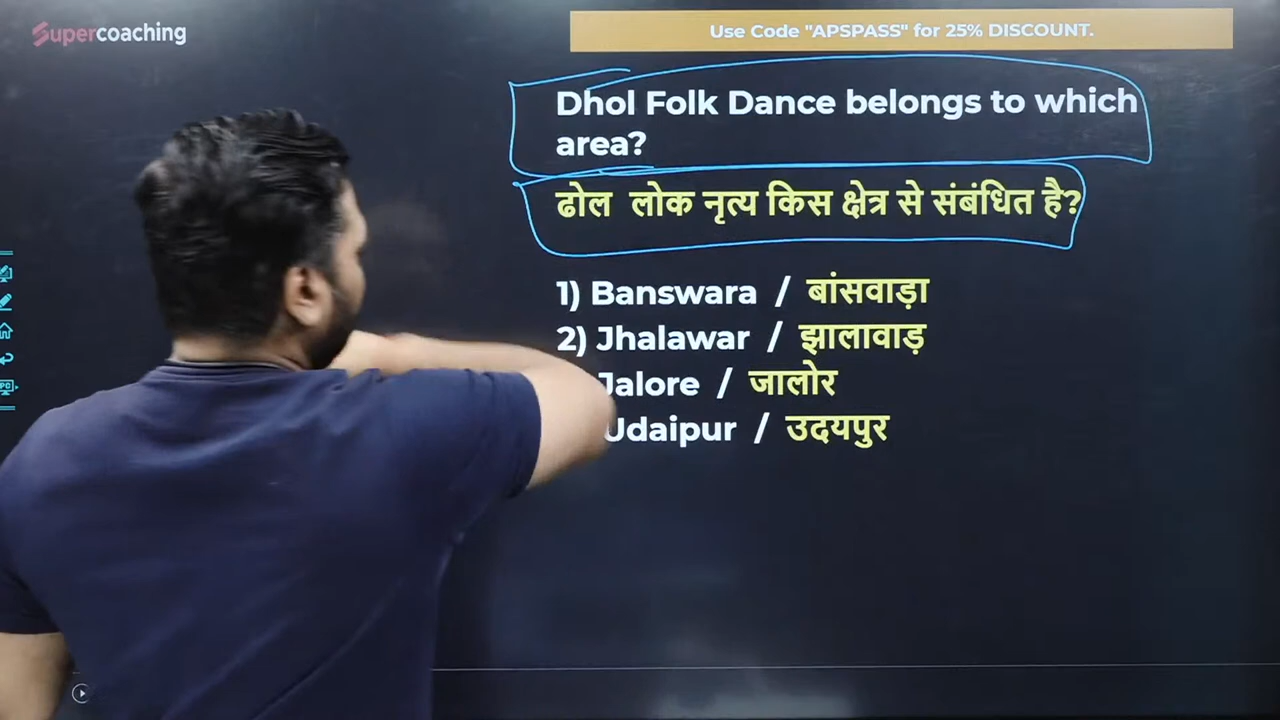 Supercoaching
Use Code "APSPASS" for 25% DISCOUNT.
Dhol Folk Dance belongs to which
area?
ढोल लोक नृत्य किस क्षेत्र से संबंधित है?
1) Banswara / बांसवाड़ा
2) Jhalawar / झालावाड़
Jalore / जालोर
Udaipur / उदयपुर